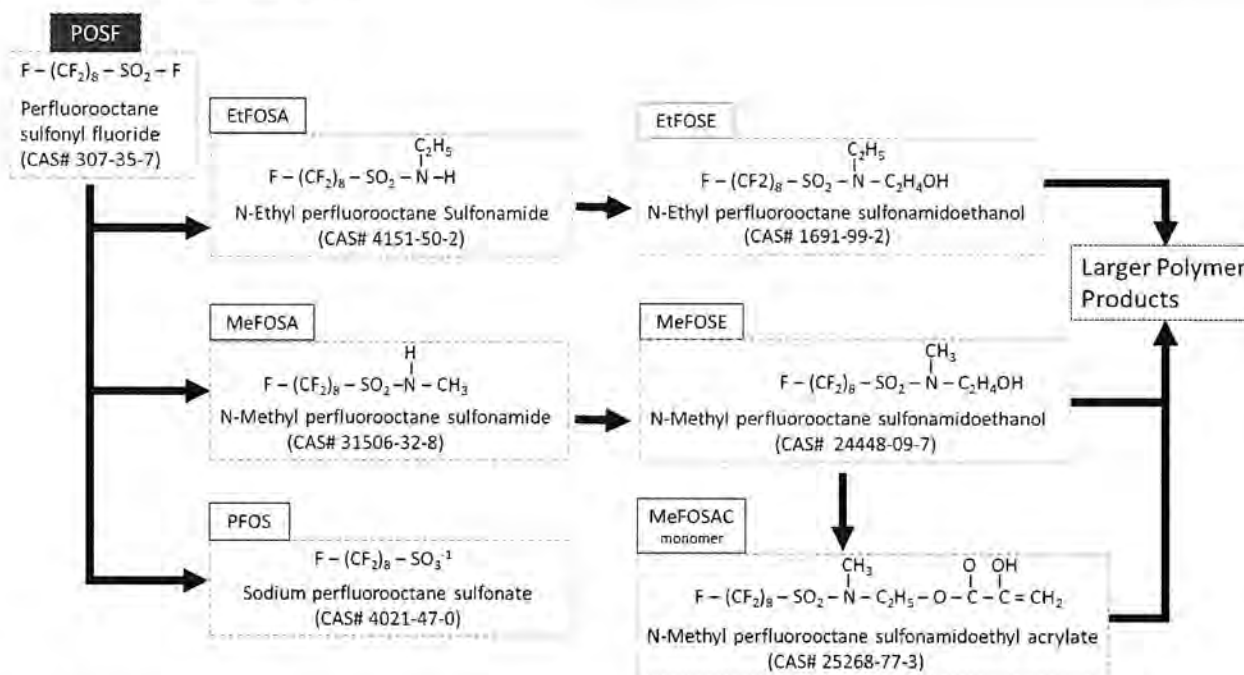 POSF
F – (CF₂)₈ – SO₂ – F
Perfluorooctane
sulfonyl fluoride
(CAS# 307-35-7)
EtFOSA
C₂H₅
F – (CF₂)₈ – SO₂ – N – H
N-Ethyl perfluorooctane Sulfonamide
(CAS# 4151-50-2)
EtFOSE
C₂H₅
F – (CF2)₈ – SO₂ – N – C₂H₄OH
N-Ethyl perfluorooctane sulfonamidoethanol
(CAS# 1691-99-2)
Larger Polymer
Products
MeFOSA
H
F – (CF₂)₈ – SO₂ – N – CH₃
N-Methyl perfluorooctane sulfonamide
(CAS# 31506-32-8)
MeFOSE
CH₃
F – (CF₂)₈ – SO₂ – N – C₂H₄OH
N-Methyl perfluorooctane sulfonamidoethanol
(CAS# 24448-09-7)
PFOS
F – (CF₂)₈ – SO₃⁻¹
Sodium perfluorooctane sulfonate
(CAS# 4021-47-0)
MeFOSAC
monomer
CH₃ O OH
F – (CF₂)₈ – SO₂ – N – C₂H₅ – O – C – C = CH₂
N-Methyl perfluorooctane sulfonamidoethyl acrylate
(CAS# 25268-77-3)